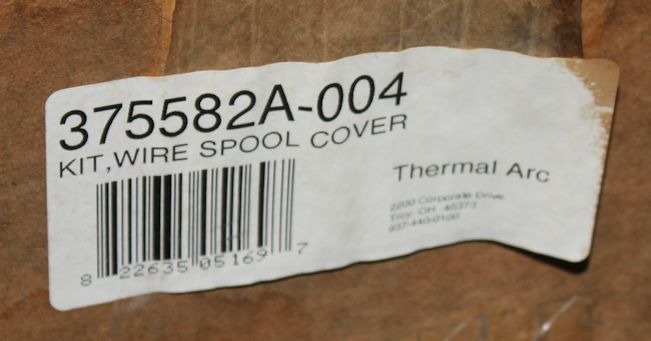 375582A-004
KIT, WIRE SPOOL COVER
8 22635 05169 7
Thermal Arc
2200 Corporate Drive
Troy, OH 45373
937-440-0100